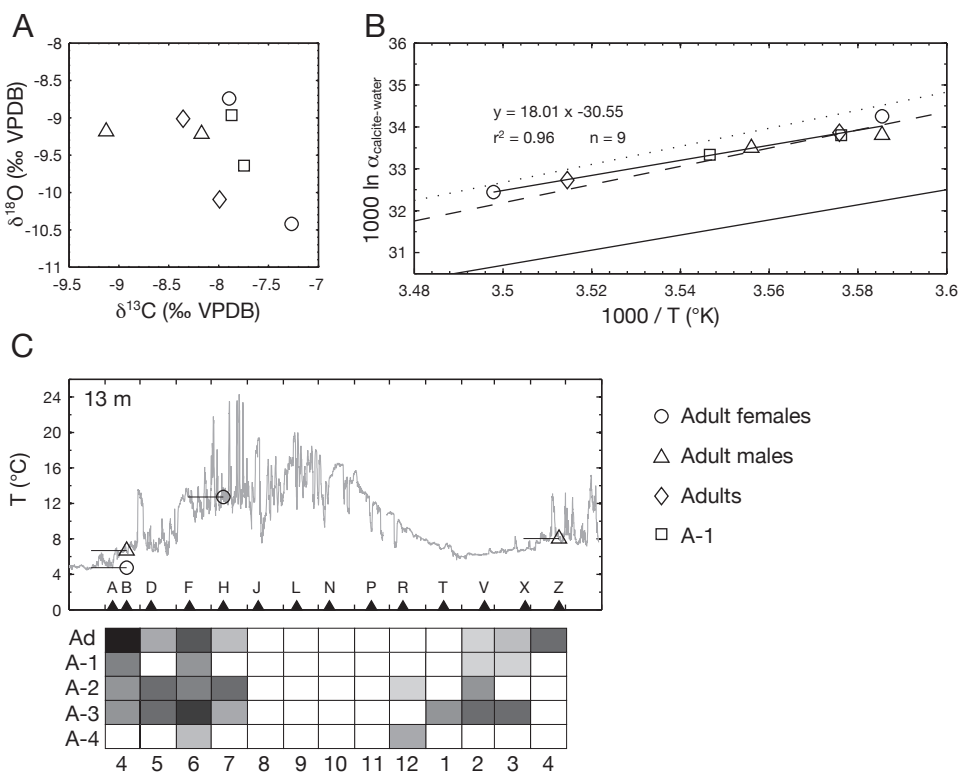 A
-8
-8.5
-9
-9.5
-10
-10.5
-11
δ18O (‰ VPDB)
-9.5 -9 -8.5 -8 -7.5 -7
δ13C (‰ VPDB)
B
36
35
34
33
32
31
1000 ln αcalcite-water
y = 18.01 x -30.55
r2 = 0.96 n = 9
3.48 3.5 3.52 3.54 3.56 3.58 3.6
1000 / T (°K)
C
13 m
24
20
16
12
8
4
0
T (°C)
A B D F H J L N P R T V X Z
Adult females
Adult males
Adults
A-1
Ad
A-1
A-2
A-3
A-4
4 5 6 7 8 9 10 11 12 1 2 3 4